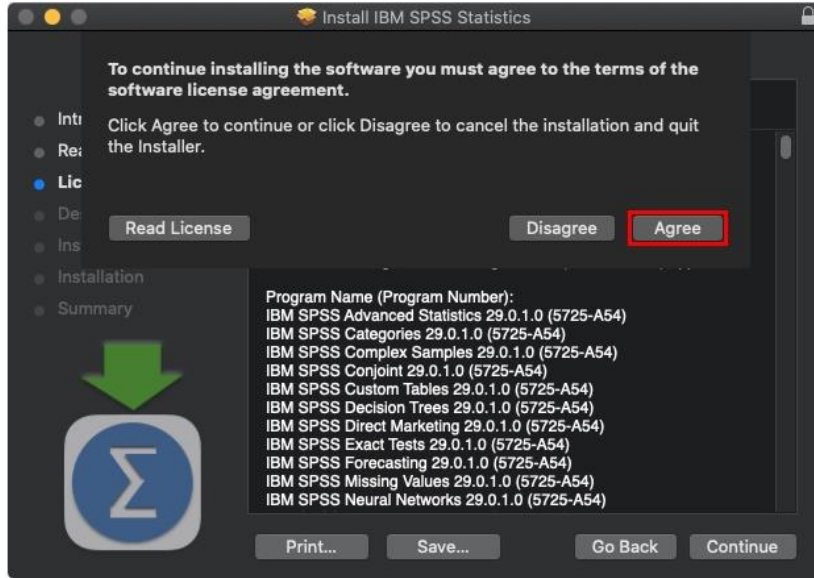 Install IBM SPSS Statistics
To continue installing the software you must agree to the terms of the
software license agreement.
Click Agree to continue or click Disagree to cancel the installation and quit
the Installer.
Read License
Disagree
Agree
Installation
Summary
Program Name (Program Number):
IBM SPSS Advanced Statistics 29.0.1.0 (5725-A54)
IBM SPSS Categories 29.0.1.0 (5725-A54)
IBM SPSS Complex Samples 29.0.1.0 (5725-A54)
IBM SPSS Conjoint 29.0.1.0 (5725-A54)
IBM SPSS Custom Tables 29.0.1.0 (5725-A54)
IBM SPSS Decision Trees 29.0.1.0 (5725-A54)
IBM SPSS Direct Marketing 29.0.1.0 (5725-A54)
IBM SPSS Exact Tests 29.0.1.0 (5725-A54)
IBM SPSS Forecasting 29.0.1.0 (5725-A54)
IBM SPSS Missing Values 29.0.1.0 (5725-A54)
IBM SPSS Neural Networks 29.0.1.0 (5725-A54)
Σ
Print...
Save...
Go Back
Continue